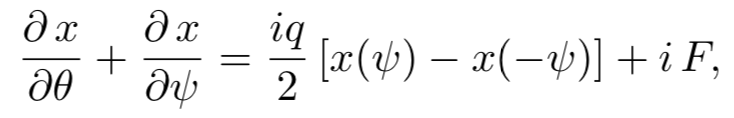 ∂x/∂θ + ∂x/∂ψ = iq/2 [x(ψ) − x(−ψ)] + i F,